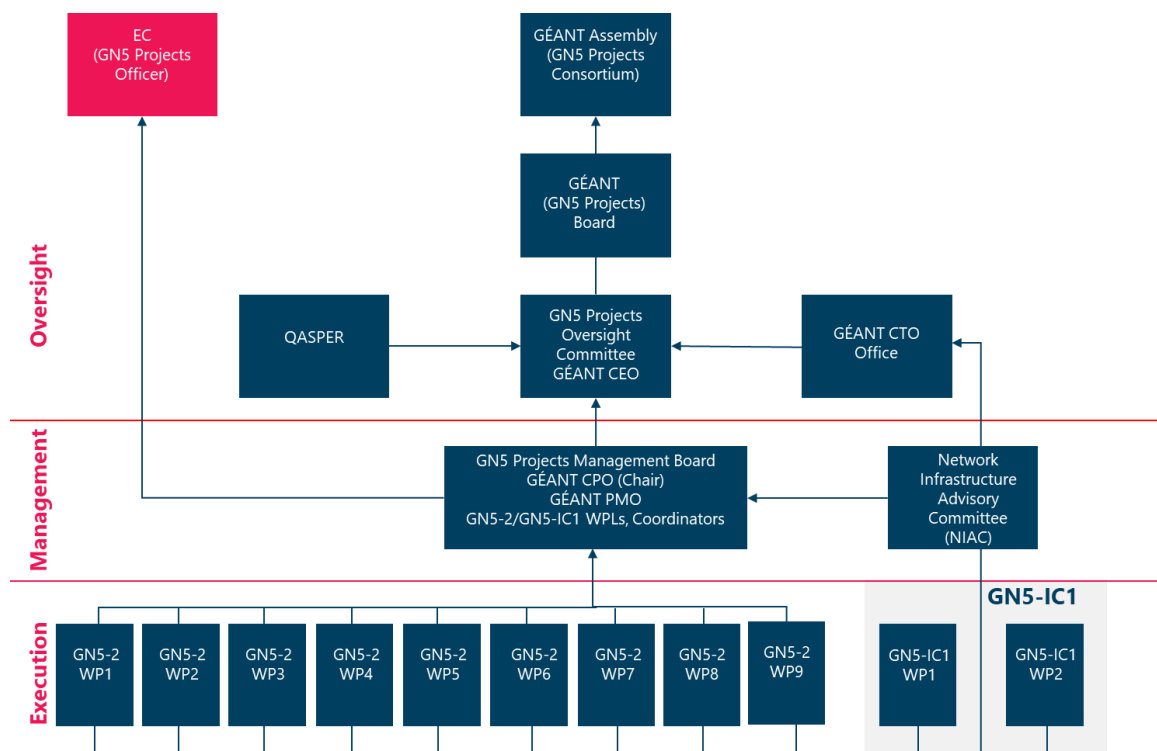 EC
(GN5 Projects
Officer)
GÉANT Assembly
(GN5 Projects
Consortium)
GÉANT
(GN5 Projects)
Board
Oversight
QASPER
GN5 Projects
Oversight
Committee
GÉANT CEO
GÉANT CTO
Office
Management
GN5 Projects Management Board
GÉANT CPO (Chair)
GÉANT PMO
GN5-2/GN5-IC1 WPLs, Coordinators
Network
Infrastructure
Advisory
Committee
(NIAC)
Execution
GN5-2
WP1
GN5-2
WP2
GN5-2
WP3
GN5-2
WP4
GN5-2
WP5
GN5-2
WP6
GN5-2
WP7
GN5-2
WP8
GN5-2
WP9
GN5-IC1
GN5-IC1
WP1
GN5-IC1
WP2